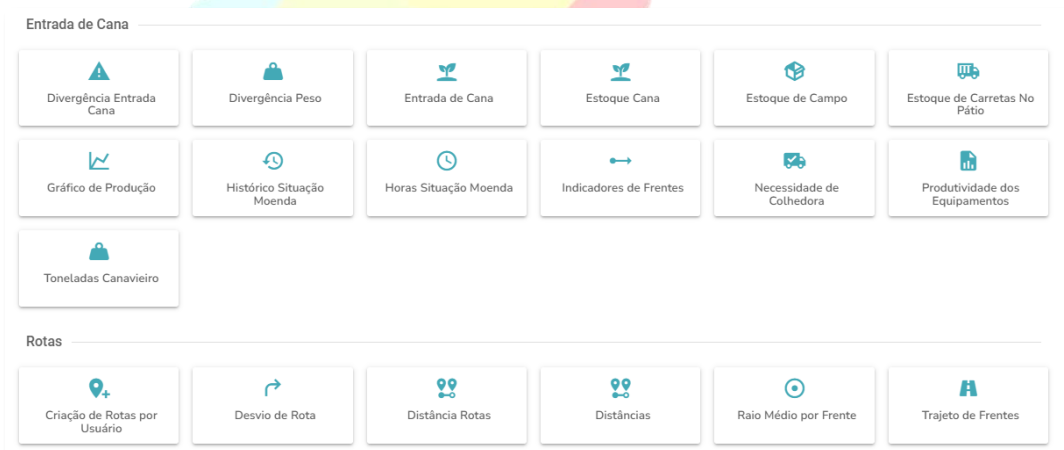 Entrada de Cana
Divergência Entrada
Cana
Divergência Peso
Entrada de Cana
Estoque Cana
Estoque de Campo
Estoque de Carretas No
Pátio
Gráfico de Produção
Histórico Situação
Moenda
Horas Situação Moenda
Indicadores de Frentes
Necessidade de
Colhedora
Produtividade dos
Equipamentos
Toneladas Canavieiro
Rotas
Criação de Rotas por
Usuário
Desvio de Rota
Distância Rotas
Distâncias
Raio Médio por Frente
Trajeto de Frentes